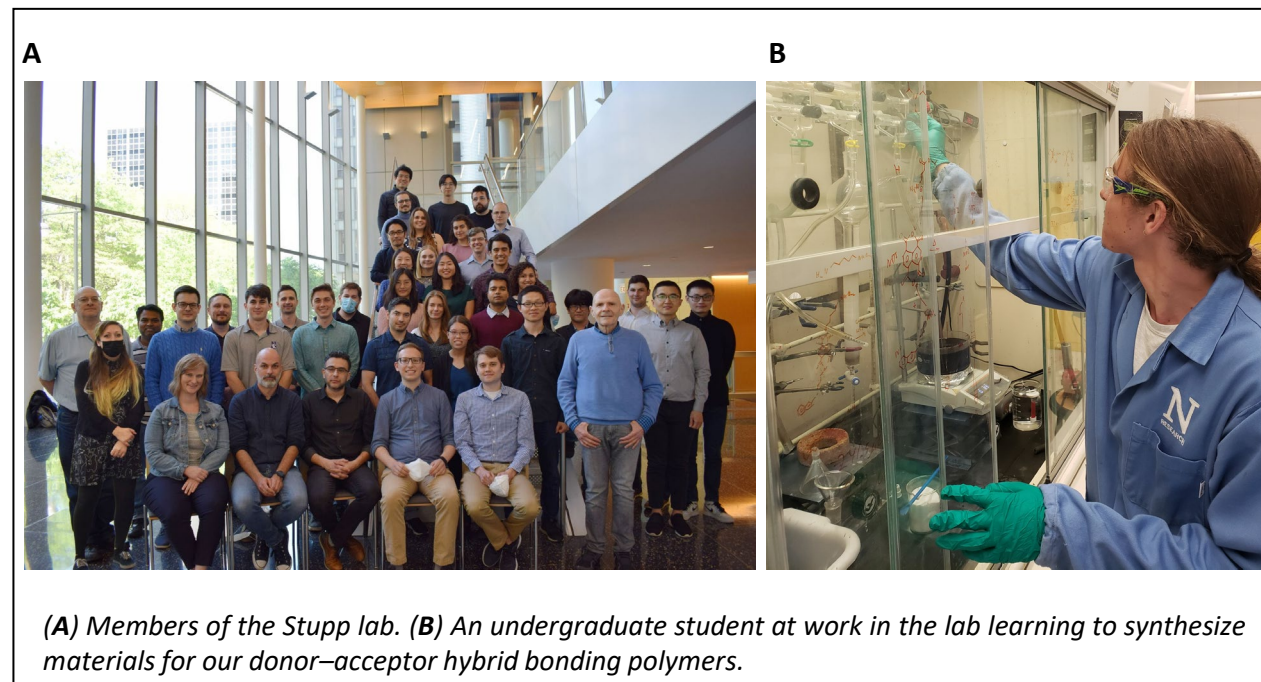 A
B
N
NEBRASKA
(A) Members of the Stupp lab. (B) An undergraduate student at work in the lab learning to synthesize
materials for our donor–acceptor hybrid bonding polymers.